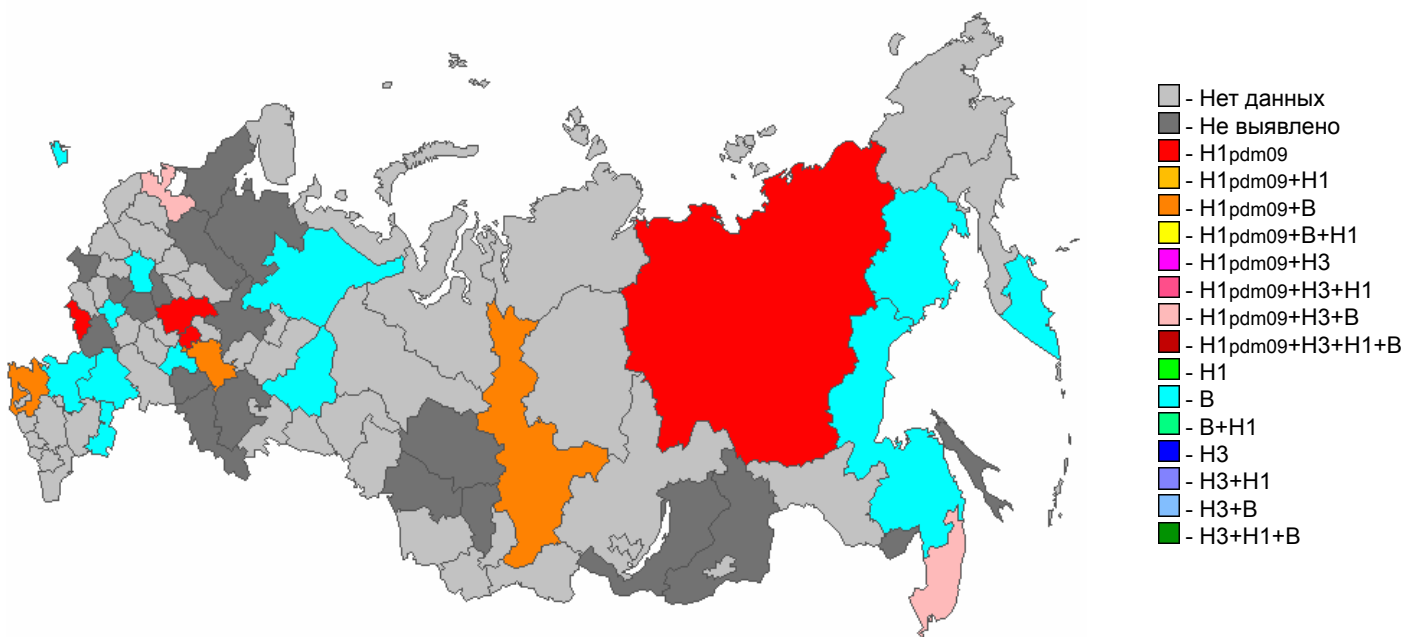 - Нет данных
- Не выявлено
- H1pdm09
- H1pdm09+H1
- H1pdm09+B
- H1pdm09+B+H1
- H1pdm09+H3
- H1pdm09+H3+H1
- H1pdm09+H3+B
- H1pdm09+H3+H1+B
- H1
- B
- B+H1
- H3
- H3+H1
- H3+B
- H3+H1+B